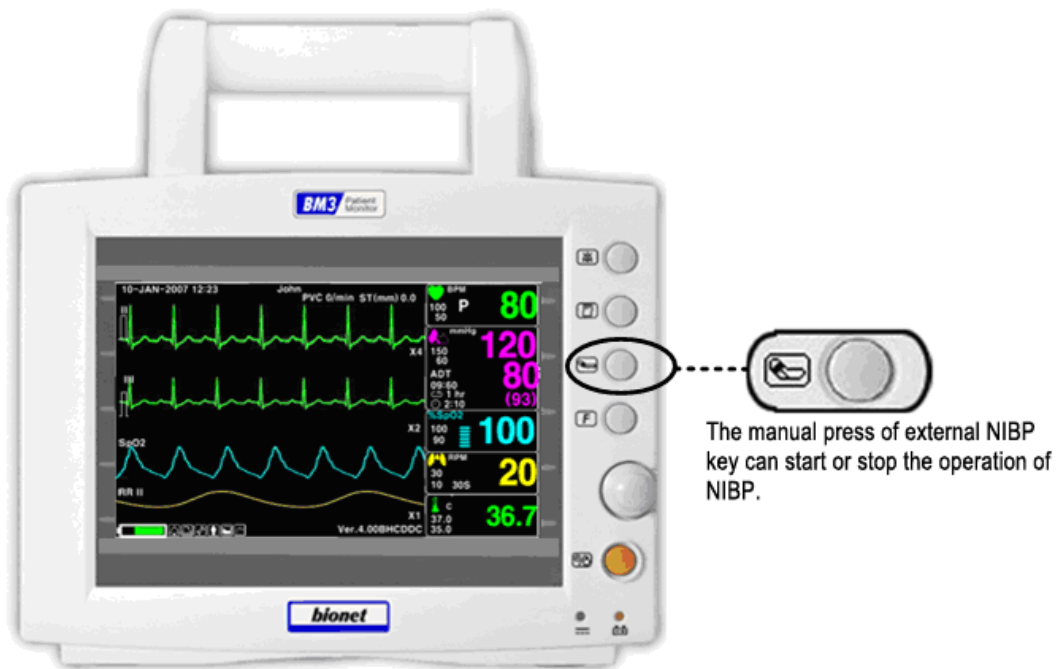 BM3 Patient Monitor
10-JAN-2007 12:23 John
PVC 0/min ST(mm) 0.0
II
X4
III
X2
SpO2
RR II
X1
Ver.4.00BHCDDC
BPM
100
50
P
80
mmHg
150
60
120
80
(93)
ADT
09:60
1 hr
2:10
%SpO2
100
90
100
RPM
30
10 30S
20
C
37.0
35.0
36.7
F
bionet
The manual press of external NIBP
key can start or stop the operation of
NIBP.